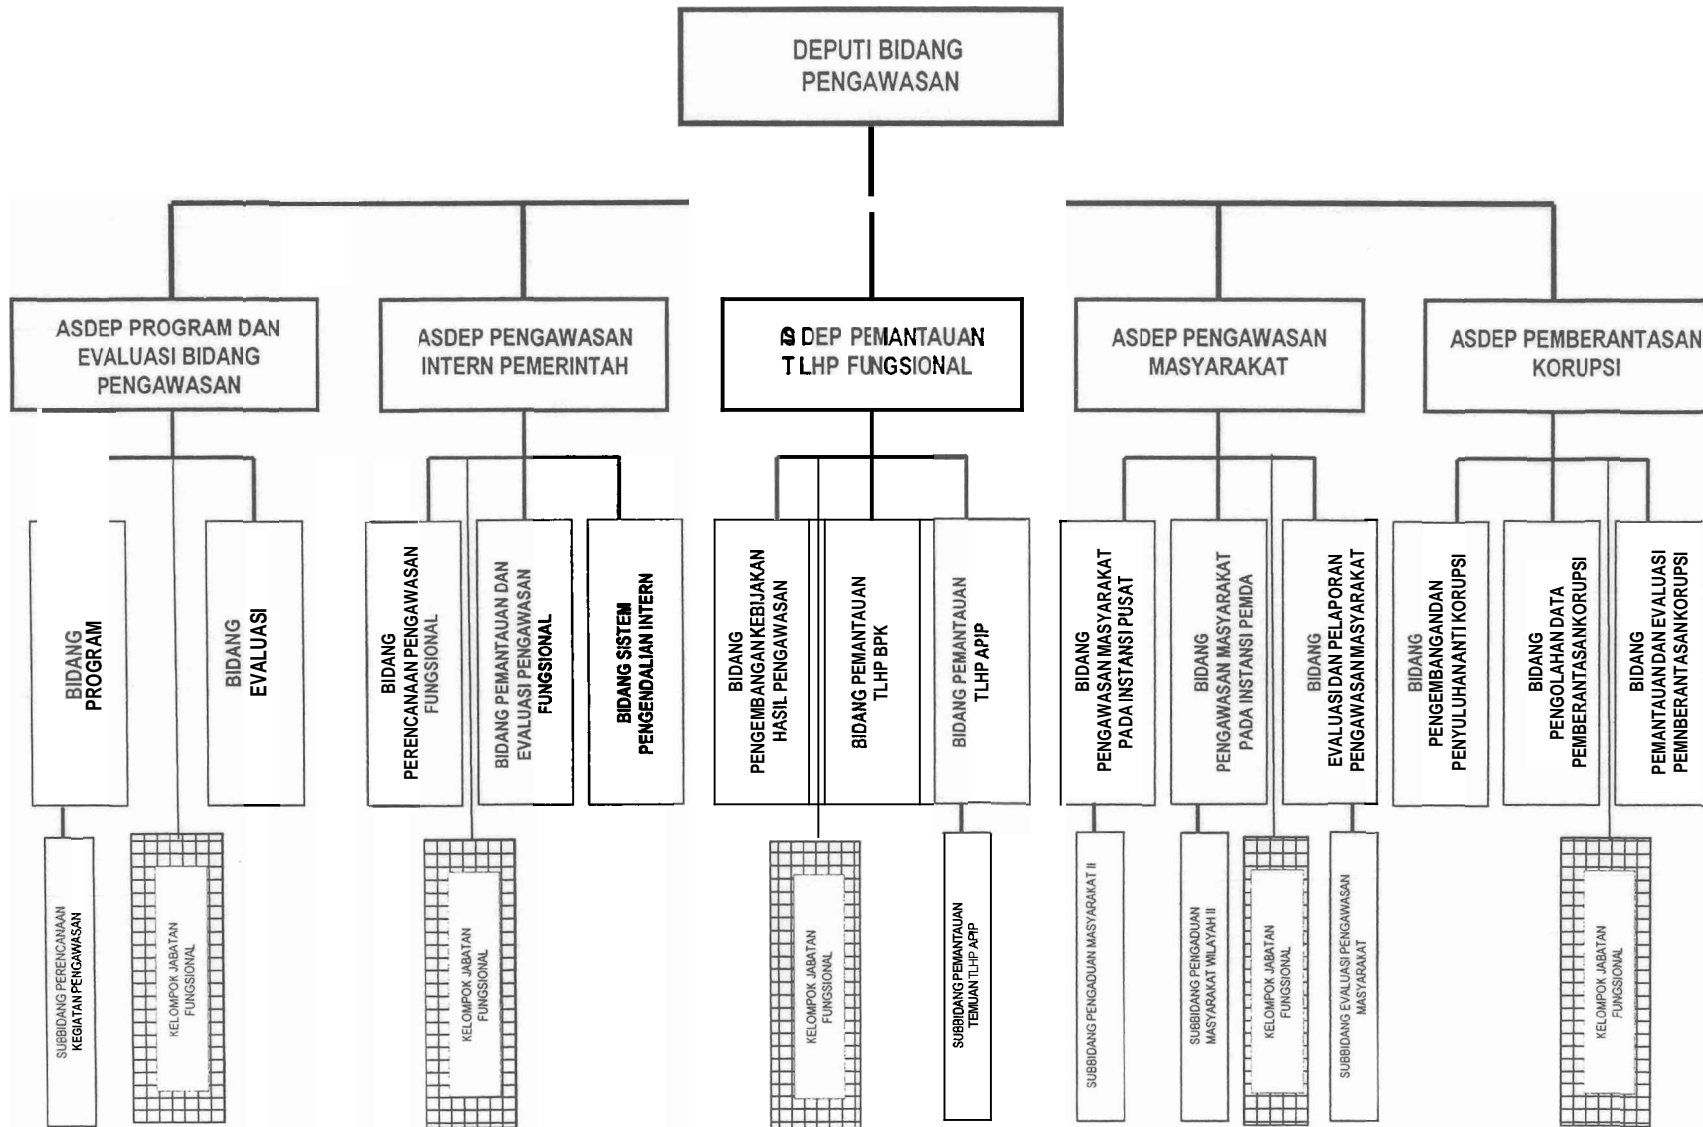 DEPUTI BIDANG
PENGAWASAN
ASDEP PROGRAM DAN
EVALUASI BIDANG
PENGAWASAN
ASDEP PENGAWASAN
INTERN PEMERINTAH
S DEP PEMANTAUAN
TLHP FUNGSIONAL
ASDEP PENGAWASAN
MASYARAKAT
ASDEP PEMBERANTASAN
KORUPSI
BIDANG
PROGRAM
BIDANG
EVALUASI
BIDANG
PERENCANAAN PENGAWASAN
FUNGSIONAL
BIDANG PEMANTAUAN DAN
EVALUASI PENGAWASAN
FUNGSIONAL
BIDANG SISTEM
PENGENDALIAN INTERN
BIDANG
PENGEMBANGAN KEBIJAKAN
HASIL PENGAWASAN
BIDANG PEMANTAUAN
TLHP BPK
BIDANG PEMANTAUAN
TLHP APIP
BIDANG
PENGAWASAN MASYARAKAT
PADA INSTANSI PUSAT
BIDANG
PENGAWASAN MASYARAKAT
PADA INSTANSI PEMDA
BIDANG
EVALUASI DAN PELAPORAN
PENGAWASAN MASYARAKAT
BIDANG
PENGEMBANGAN DAN
PENYULUHAN ANTI KORUPSI
BIDANG
PENGOLAHAN DATA
PEMBERANTASAN KORUPSI
BIDANG
PEMANTAUAN DAN EVALUASI
PEMNBERANTASAN KORUPSI
SUBBIDANG PERENCANAAN
KEGIATAN PENGAWASAN
KELOMPOK JABATAN
FUNGSIONAL
KELOMPOK JABATAN
FUNGSIONAL
KELOMPOK JABATAN
FUNGSIONAL
SUBBIDANG PEMANTAUAN
TEMUAN TLHP APIP
SUBBIDANG PENGADUAN MASYARAKAT II
SUBBIDANG PENGADUAN
MASYARAKAT WILAYAH II
KELOMPOK JABATAN
FUNGSIONAL
SUBBIDANG EVALUASI PENGAWASAN
MASYARAKAT
KELOMPOK JABATAN
FUNGSIONAL